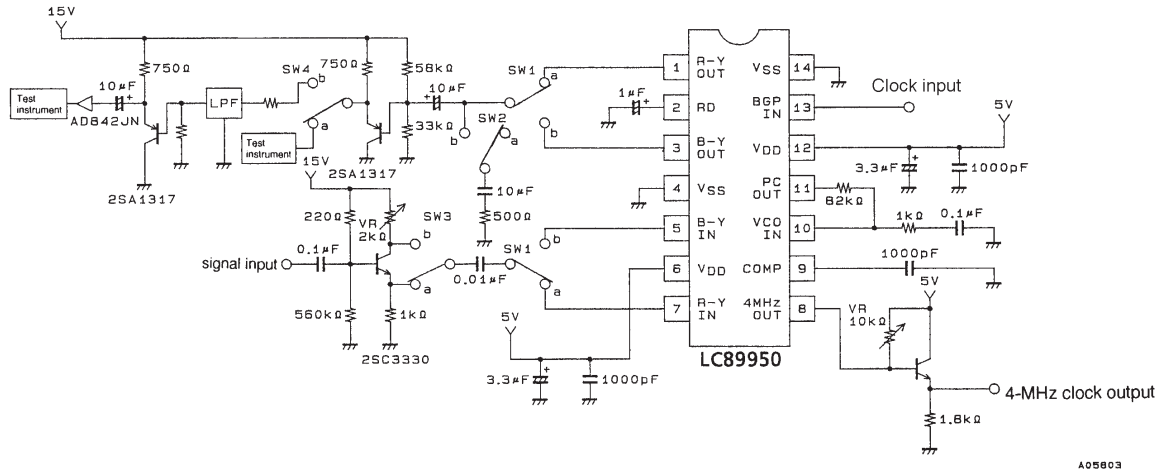 15V
750Ω
SW4
b
750Ω
58kΩ
10μF
SW1
a
10μF
Test instrument
AD842JN
LPF
a
Test instrument
2SA1317
33kΩ
2SA1317
b
SW2
a
b
10μF
500Ω
15V
220Ω
VR
2kΩ
SW3
b
signal input
0.1μF
a
0.01μF
SW1
b
a
560kΩ
1kΩ
2SC3330
5V
3.3μF
1000pF
1μF
1 R-Y OUT
2 RD
3 B-Y OUT
4 VSS
5 B-Y IN
6 VDD
7 R-Y IN
VSS 14
BGP IN 13
VDD 12
PC OUT 11
VCO IN 10
COMP 9
4MHz OUT 8
LC89950
Clock input
5V
3.3μF
1000pF
82kΩ
1kΩ
0.1μF
1000pF
5V
VR
10kΩ
4-MHz clock output
1.8kΩ
A05803